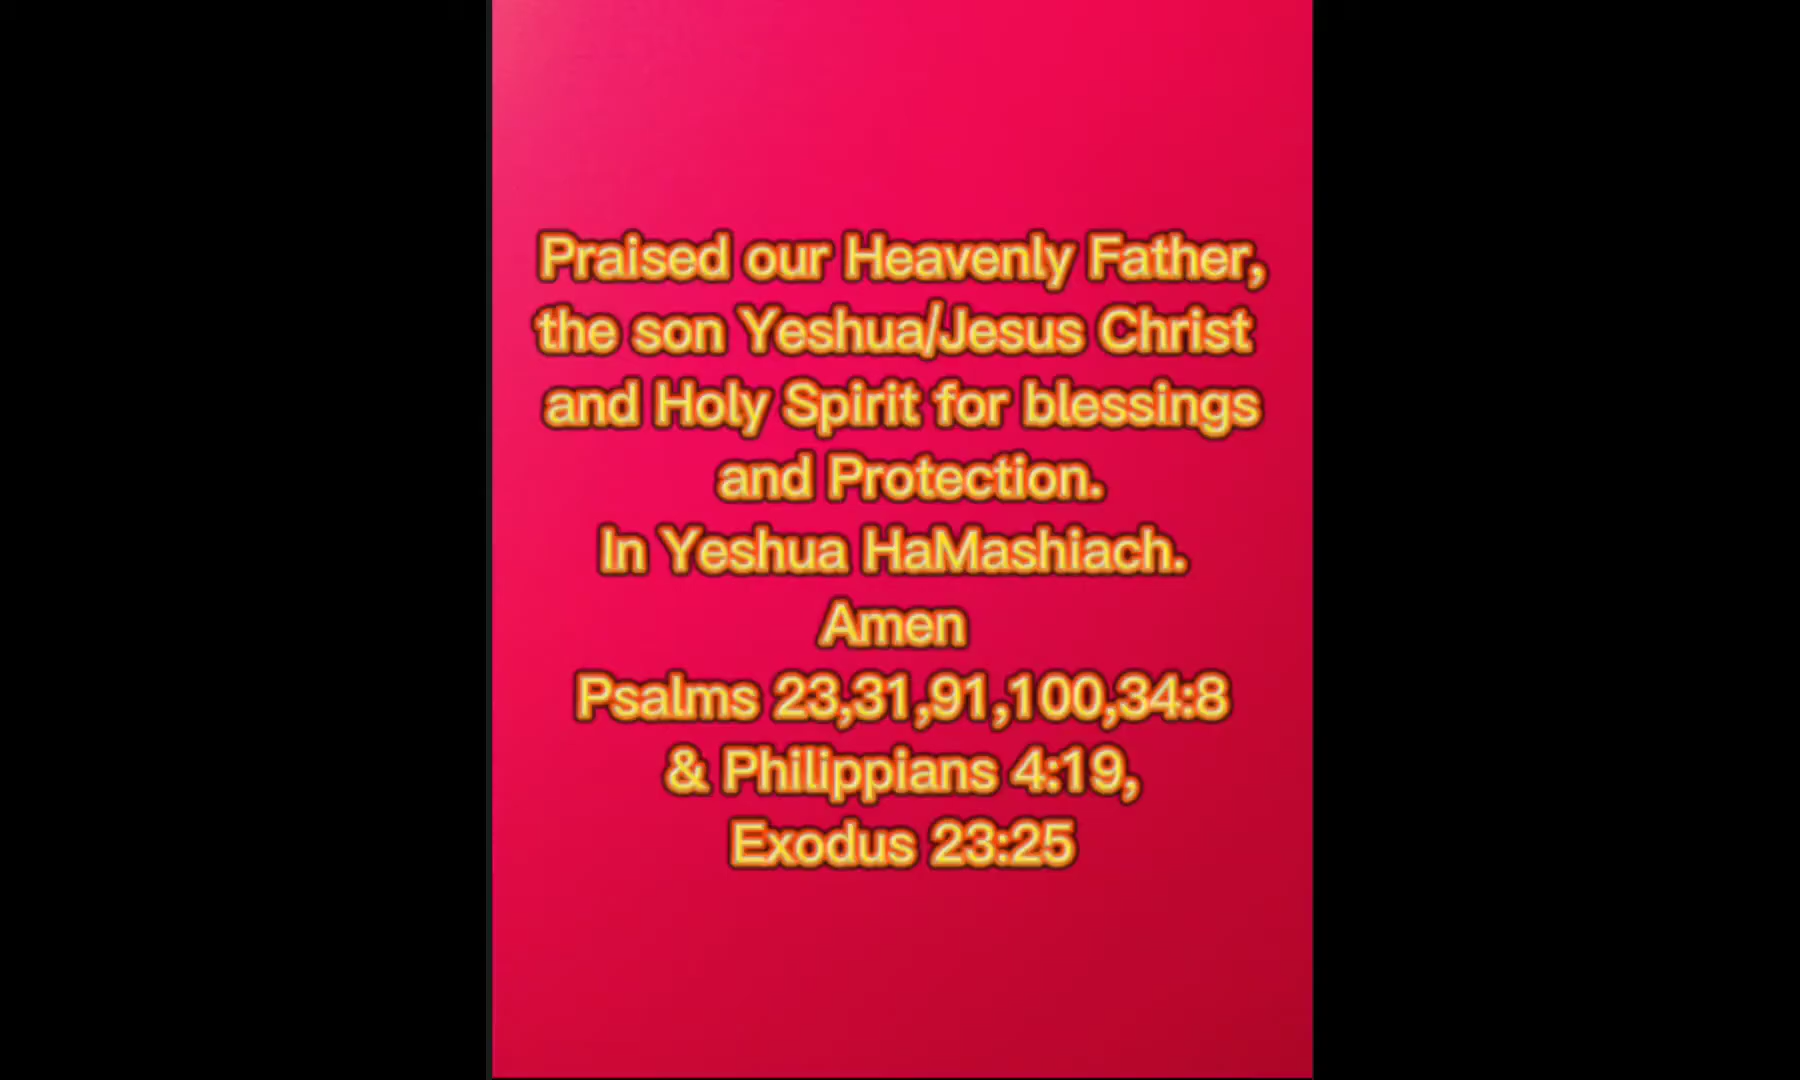 Praised our Heavenly Father,
the son Yeshua/Jesus Christ
and Holy Spirit for blessings
and Protection.
In Yeshua HaMashiach.
Amen
Psalms 23,31,91,100,34:8
& Philippians 4:19,
Exodus 23:25